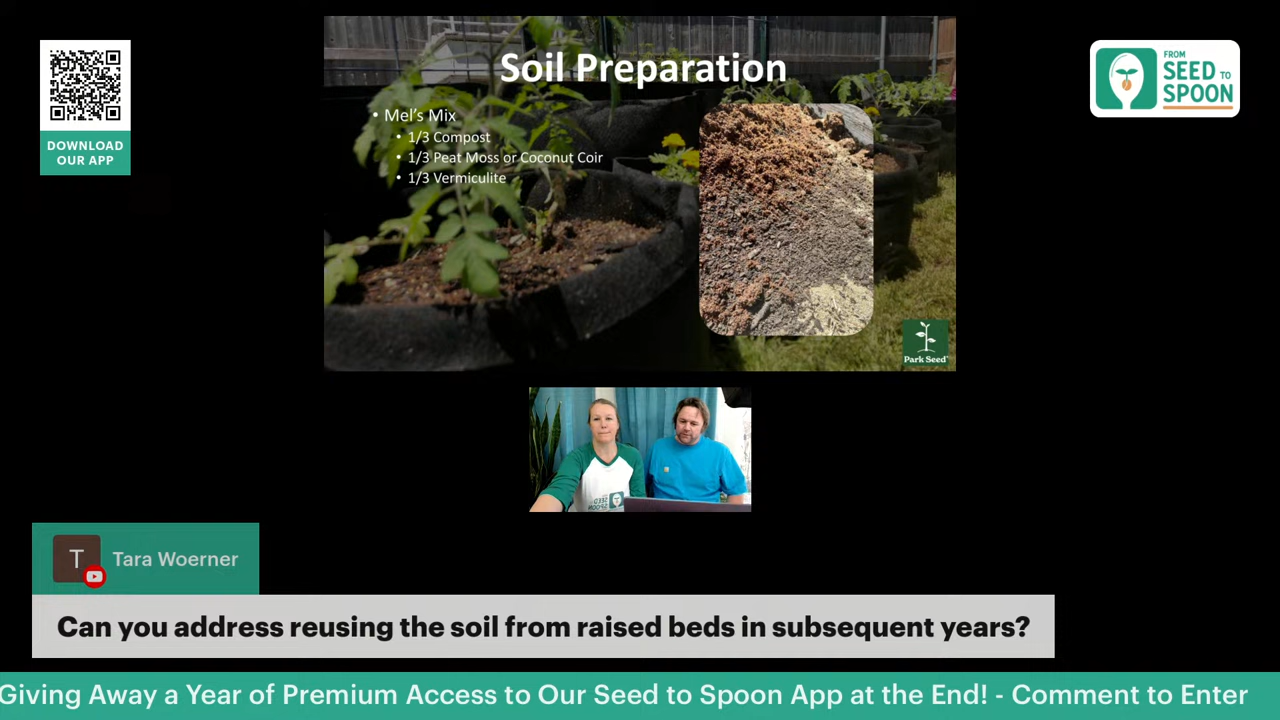 DOWNLOAD
OUR APP
Soil Preparation
• Mel's Mix
• 1/3 Compost
• 1/3 Peat Moss or Coconut Coir
• 1/3 Vermiculite
Park Seed
FROM
SEED TO
SPOON
T
Tara Woerner
Can you address reusing the soil from raised beds in subsequent years?
Giving Away a Year of Premium Access to Our Seed to Spoon App at the End! - Comment to Enter